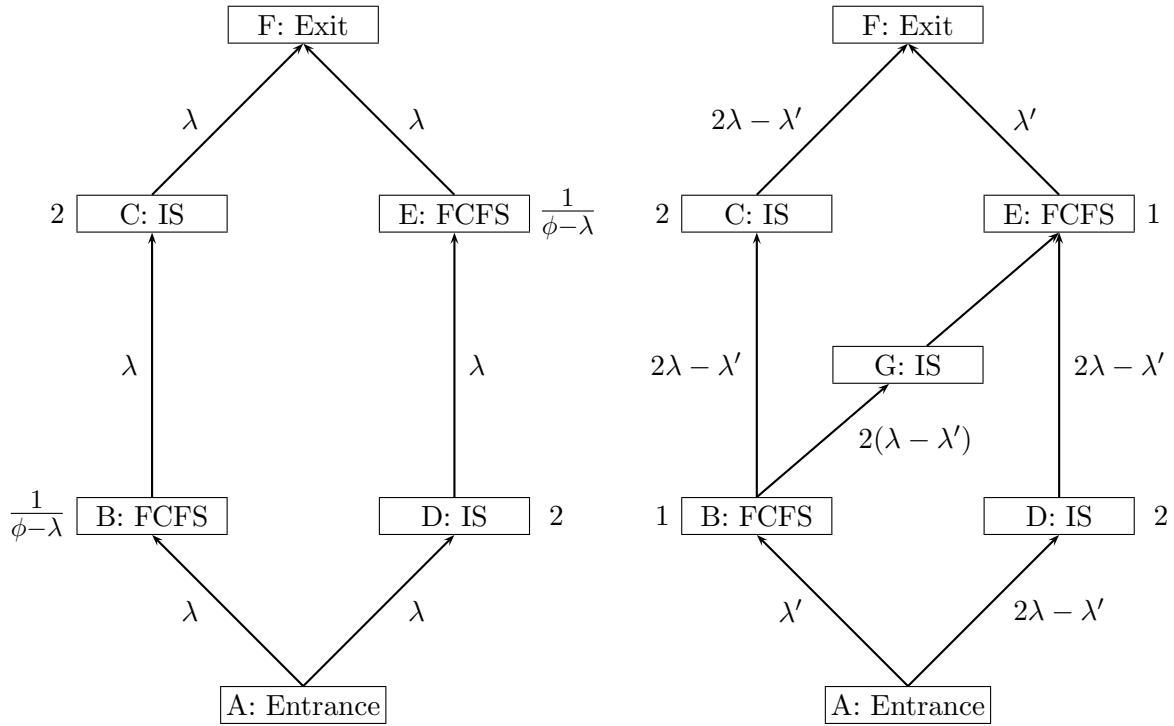 F: Exit
λ
λ
2
C: IS
E: FCFS
1/(ϕ−λ)
λ
λ
1/(ϕ−λ)
B: FCFS
D: IS
2
λ
λ
A: Entrance
F: Exit
2λ − λ′
λ′
2
C: IS
E: FCFS
1
2λ − λ′
G: IS
2λ − λ′
2(λ − λ′)
1
B: FCFS
D: IS
2
λ′
2λ − λ′
A: Entrance